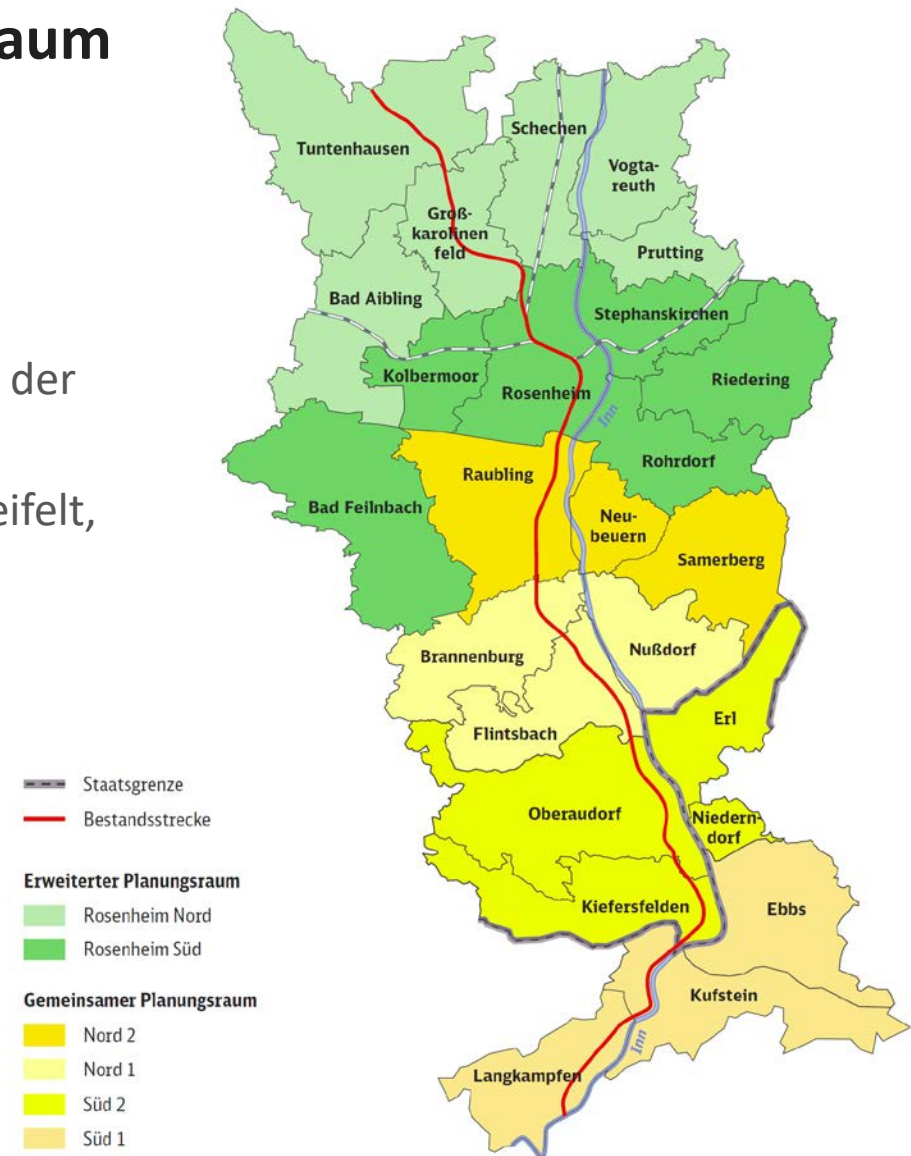 aum
der
eifelt,
Tuntenhausen
Schechen
Vogta-
reuth
Groß-
karolinen
feld
Prutting
Bad Aibling
Stephanskirchen
Kolbermoor
Rosenheim
Riedering
Inn
Rohrdorf
Raubling
Bad Feilnbach
Neu-
beuern
Samerberg
Brannenburg
Nußdorf
Flintsbach
Erl
Oberaudorf
Niedern
dorf
Kiefersfelden
Ebbs
Kufstein
Inn
Langkampfen
Staatsgrenze
Bestandsstrecke
Erweiterter Planungsraum
Rosenheim Nord
Rosenheim Süd
Gemeinsamer Planungsraum
Nord 2
Nord 1
Süd 2
Süd 1